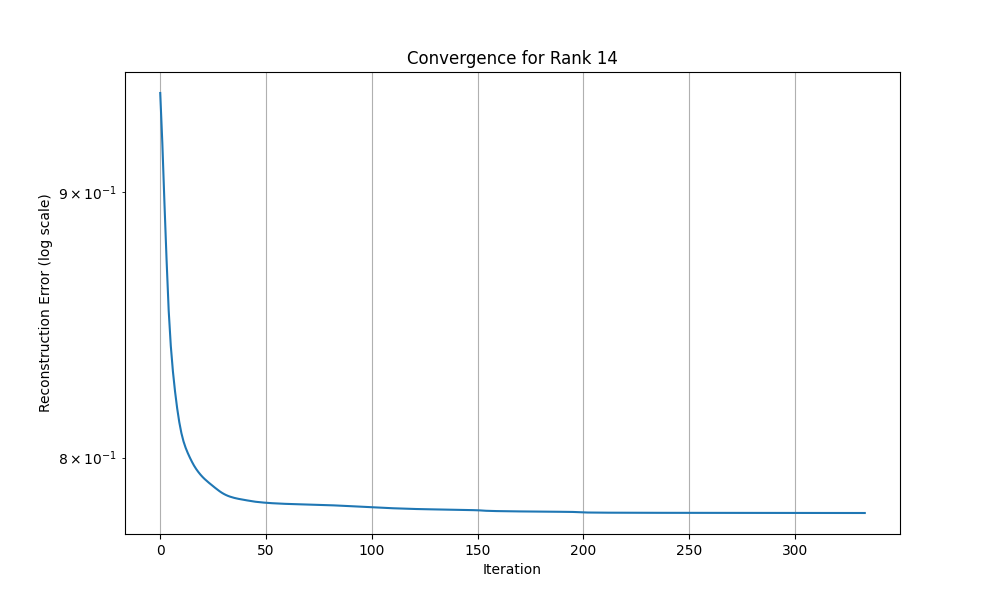 Convergence for Rank 14
Reconstruction Error (log scale)
9 × 10⁻¹
8 × 10⁻¹
0 50 100 150 200 250 300
Iteration